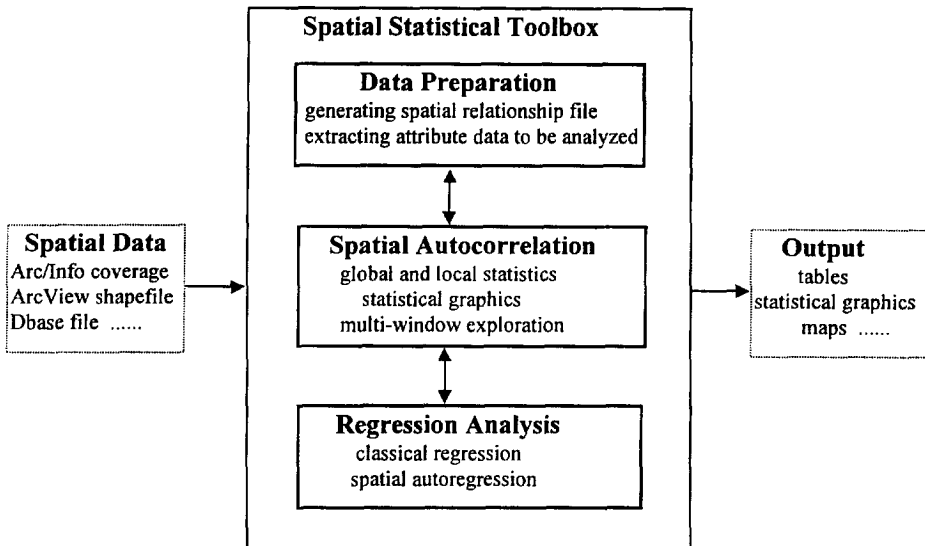 Spatial Statistical Toolbox
Data Preparation
generating spatial relationship file
extracting attribute data to be analyzed
Spatial Data
Arc/Info coverage
ArcView shapefile
Dbase file ......
Spatial Autocorrelation
global and local statistics
statistical graphics
multi-window exploration
Output
tables
statistical graphics
maps ......
Regression Analysis
classical regression
spatial autoregression